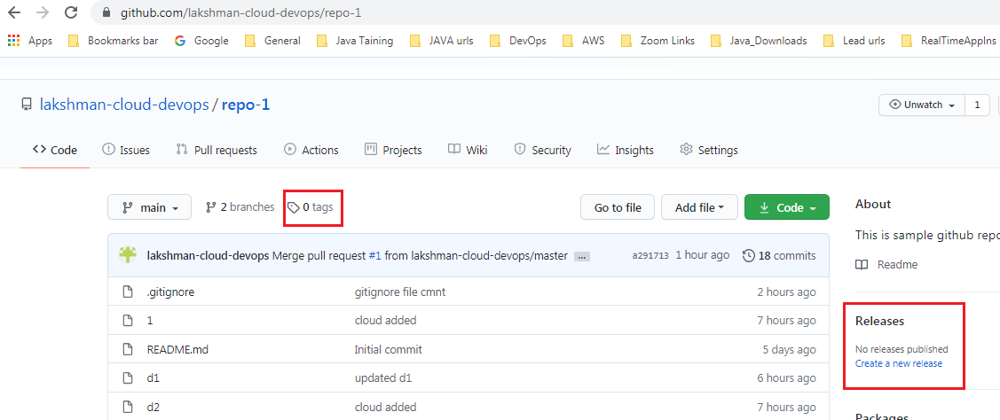 github.com/lakshman-cloud-devops/repo-1
Apps Bookmarks bar Google General Java Taining JAVA urls DevOps AWS Zoom Links Java_Downloads Lead urls RealTimeAppIns
lakshman-cloud-devops / repo-1 Unwatch 1
Code Issues Pull requests Actions Projects Wiki Security Insights Settings
main 2 branches 0 tags Go to file Add file Code
lakshman-cloud-devops Merge pull request #1 from lakshman-cloud-devops/master ... a291713 1 hour ago 18 commits
.gitignore gitignore file cmnt 2 hours ago
1 cloud added 7 hours ago
README.md Initial commit 5 days ago
d1 updated d1 6 hours ago
d2 cloud added 7 hours ago
About
This is sample github repo
Readme
Releases
No releases published
Create a new release
Packages